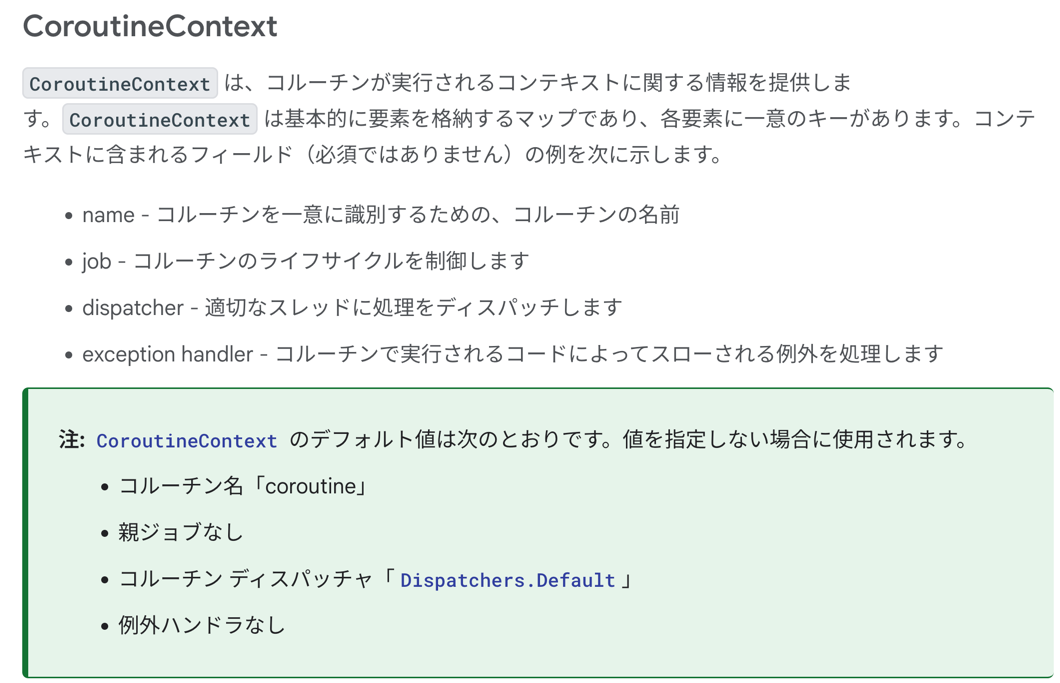 CoroutineContext
CoroutineContext は、コルーチンが実行されるコンテキストに関する情報を提供しま
す。CoroutineContext は基本的に要素を格納するマップであり、各要素に一意のキーがあります。コンテ
キストに含まれるフィールド（必須ではありません）の例を次に示します。
• name - コルーチンを一意に識別するための、コルーチンの名前
• job - コルーチンのライフサイクルを制御します
• dispatcher - 適切なスレッドに処理をディスパッチします
• exception handler - コルーチンで実行されるコードによってスローされる例外を処理します
注: CoroutineContext のデフォルト値は次のとおりです。値を指定しない場合に使用されます。
• コルーチン名「coroutine」
• 親ジョブなし
• コルーチン ディスパッチャ「Dispatchers.Default」
• 例外ハンドラなし